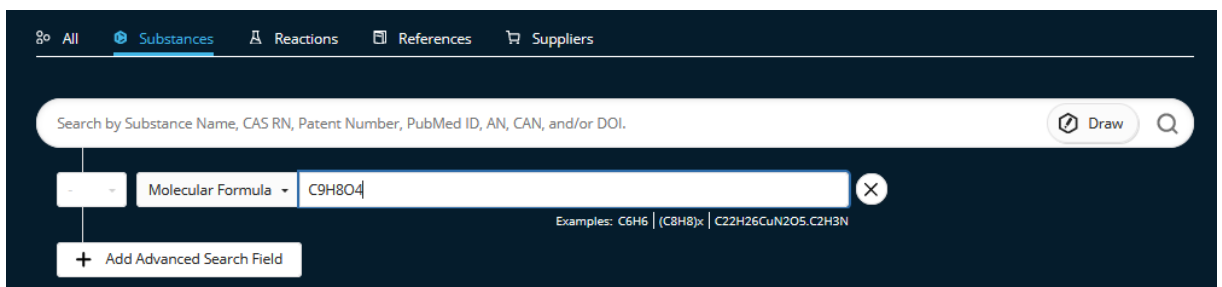 All Substances Reactions References Suppliers
Search by Substance Name, CAS RN, Patent Number, PubMed ID, AN, CAN, and/or DOI. Draw
- Molecular Formula C9H8O4
Examples: C6H6 | (C8H8)x | C22H26CuN2O5.C2H3N
+ Add Advanced Search Field